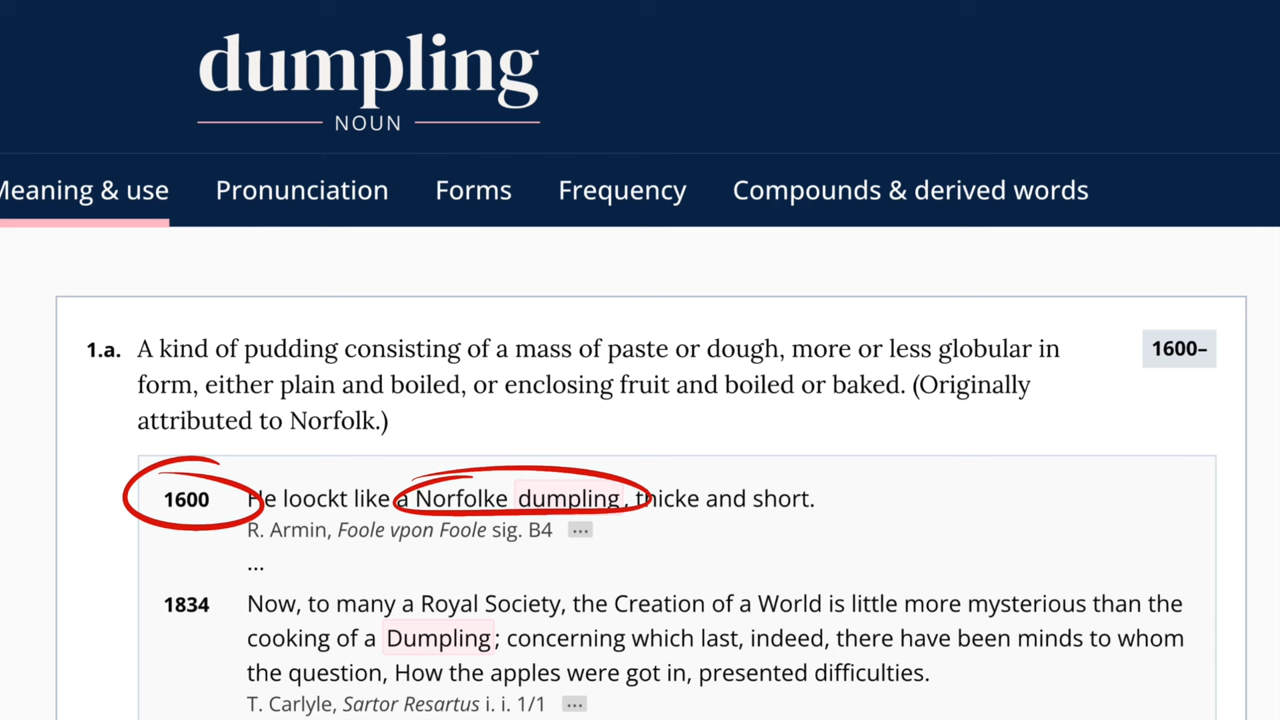 dumpling
NOUN
Meaning & use Pronunciation Forms Frequency Compounds & derived words
1.a. A kind of pudding consisting of a mass of paste or dough, more or less globular in 1600–
form, either plain and boiled, or enclosing fruit and boiled or baked. (Originally
attributed to Norfolk.)
1600 He loockt like a Norfolke dumpling, thicke and short.
R. Armin, Foole vpon Foole sig. B4 ...
...
1834 Now, to many a Royal Society, the Creation of a World is little more mysterious than the
cooking of a Dumpling; concerning which last, indeed, there have been minds to whom
the question, How the apples were got in, presented difficulties.
T. Carlyle, Sartor Resartus i. i. 1/1 ...